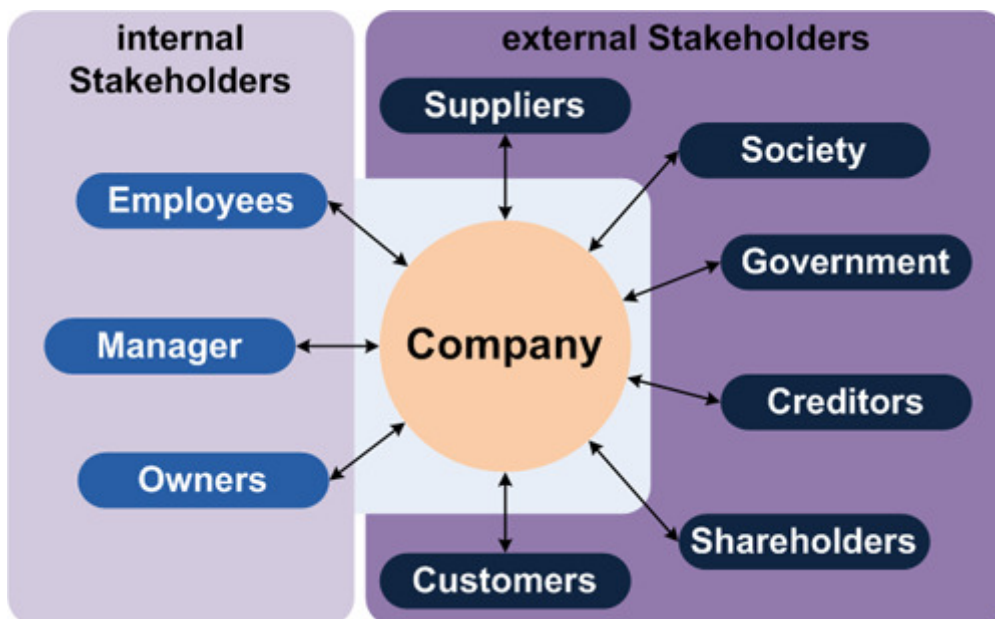 internal
Stakeholders
external Stakeholders
Suppliers
Society
Employees
Government
Manager
Company
Creditors
Owners
Shareholders
Customers